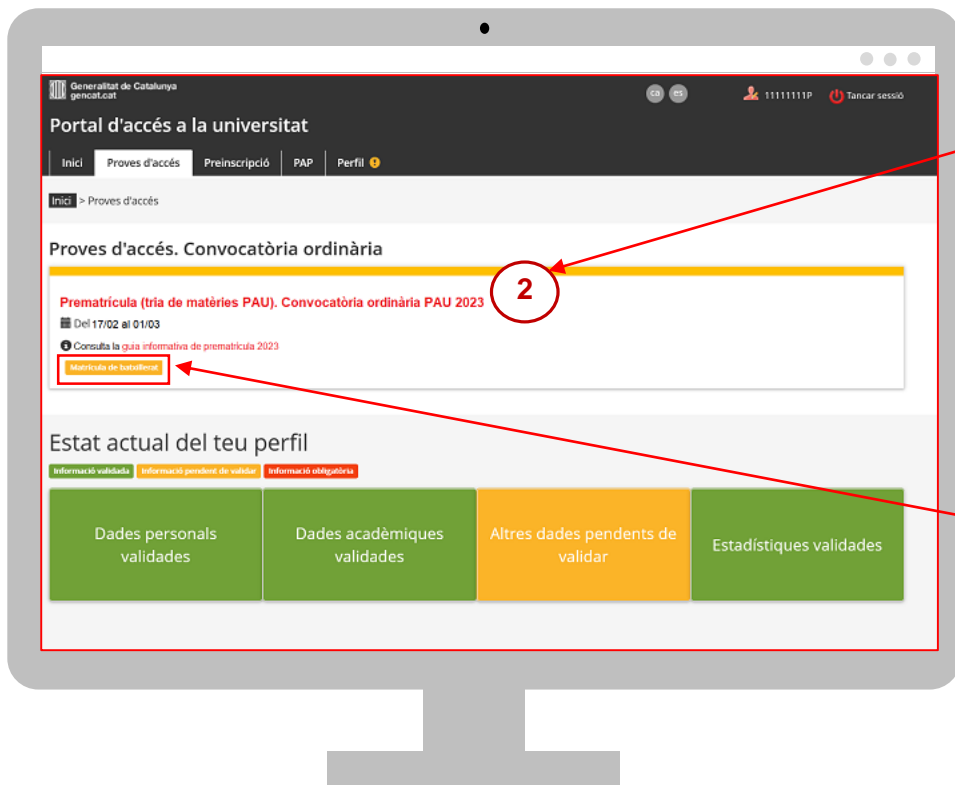 Generalitat de Catalunya
gencat.cat
ca es
11111111P
Tancar sessió
Portal d'accés a la universitat
Inici Proves d'accés Preinscripció PAP Perfil
Inici > Proves d'accés
Proves d'accés. Convocatòria ordinària
2
Prematrícula (tria de matèries PAU). Convocatòria ordinària PAU 2023
Del 17/02 al 01/03
Consulta la guia informativa de prematrícula 2023
Matrícula de batxillerat
Estat actual del teu perfil
Informació validada Informació pendent de validar Informació obligatòria
Dades personals
validades
Dades acadèmiques
validades
Altres dades pendents de
validar
Estadístiques validades